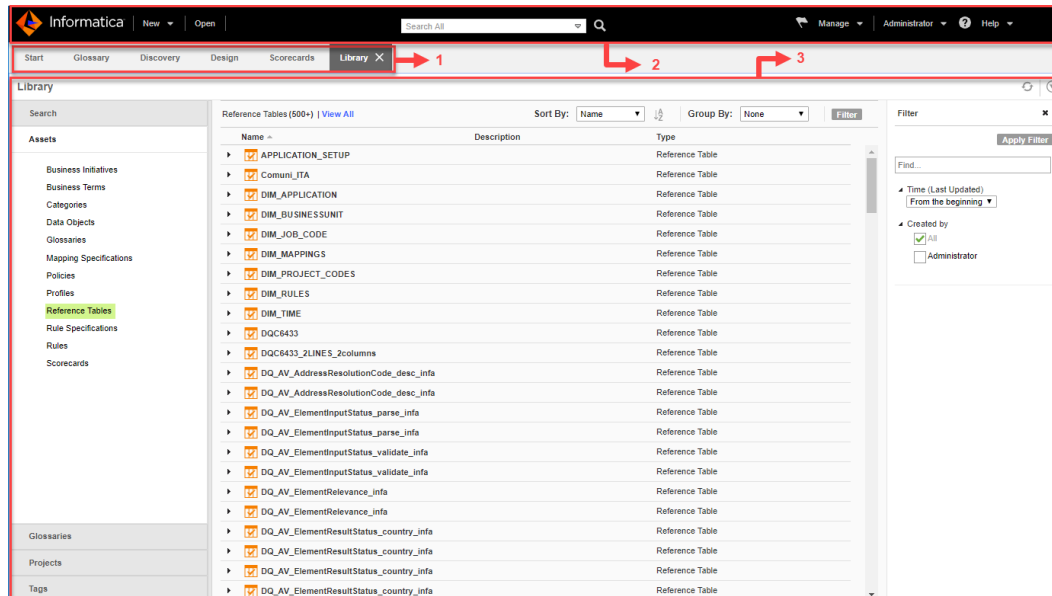 Informatica New Open Search All Manage Administrator ? Help
Start Glossary Discovery Design Scorecards Library X 1 2 3
Library
Search
Assets
Business Initiatives
Business Terms
Categories
Data Objects
Glossaries
Mapping Specifications
Policies
Profiles
Reference Tables
Rule Specifications
Rules
Scorecards
Glossaries
Projects
Tags
Reference Tables (500+) | View All Sort By: Name Group By: None Filter
Name Description Type
APPLICATION_SETUP Reference Table
Comuni_ITA Reference Table
DIM_APPLICATION Reference Table
DIM_BUSINESSUNIT Reference Table
DIM_JOB_CODE Reference Table
DIM_MAPPINGS Reference Table
DIM_PROJECT_CODES Reference Table
DIM_RULES Reference Table
DIM_TIME Reference Table
DQC6433 Reference Table
DQC6433_2LINES_2columns Reference Table
DQ_AV_AddressResolutionCode_desc_infa Reference Table
DQ_AV_AddressResolutionCode_desc_infa Reference Table
DQ_AV_ElementInputStatus_parse_infa Reference Table
DQ_AV_ElementInputStatus_parse_infa Reference Table
DQ_AV_ElementInputStatus_validate_infa Reference Table
DQ_AV_ElementInputStatus_validate_infa Reference Table
DQ_AV_ElementRelevance_infa Reference Table
DQ_AV_ElementRelevance_infa Reference Table
DQ_AV_ElementResultStatus_country_infa Reference Table
DQ_AV_ElementResultStatus_country_infa Reference Table
DQ_AV_ElementResultStatus_country_infa Reference Table
DQ_AV_ElementResultStatus_country_infa Reference Table
Filter
Apply Filter
Find...
Time (Last Updated)
From the beginning
Created by
All
Administrator